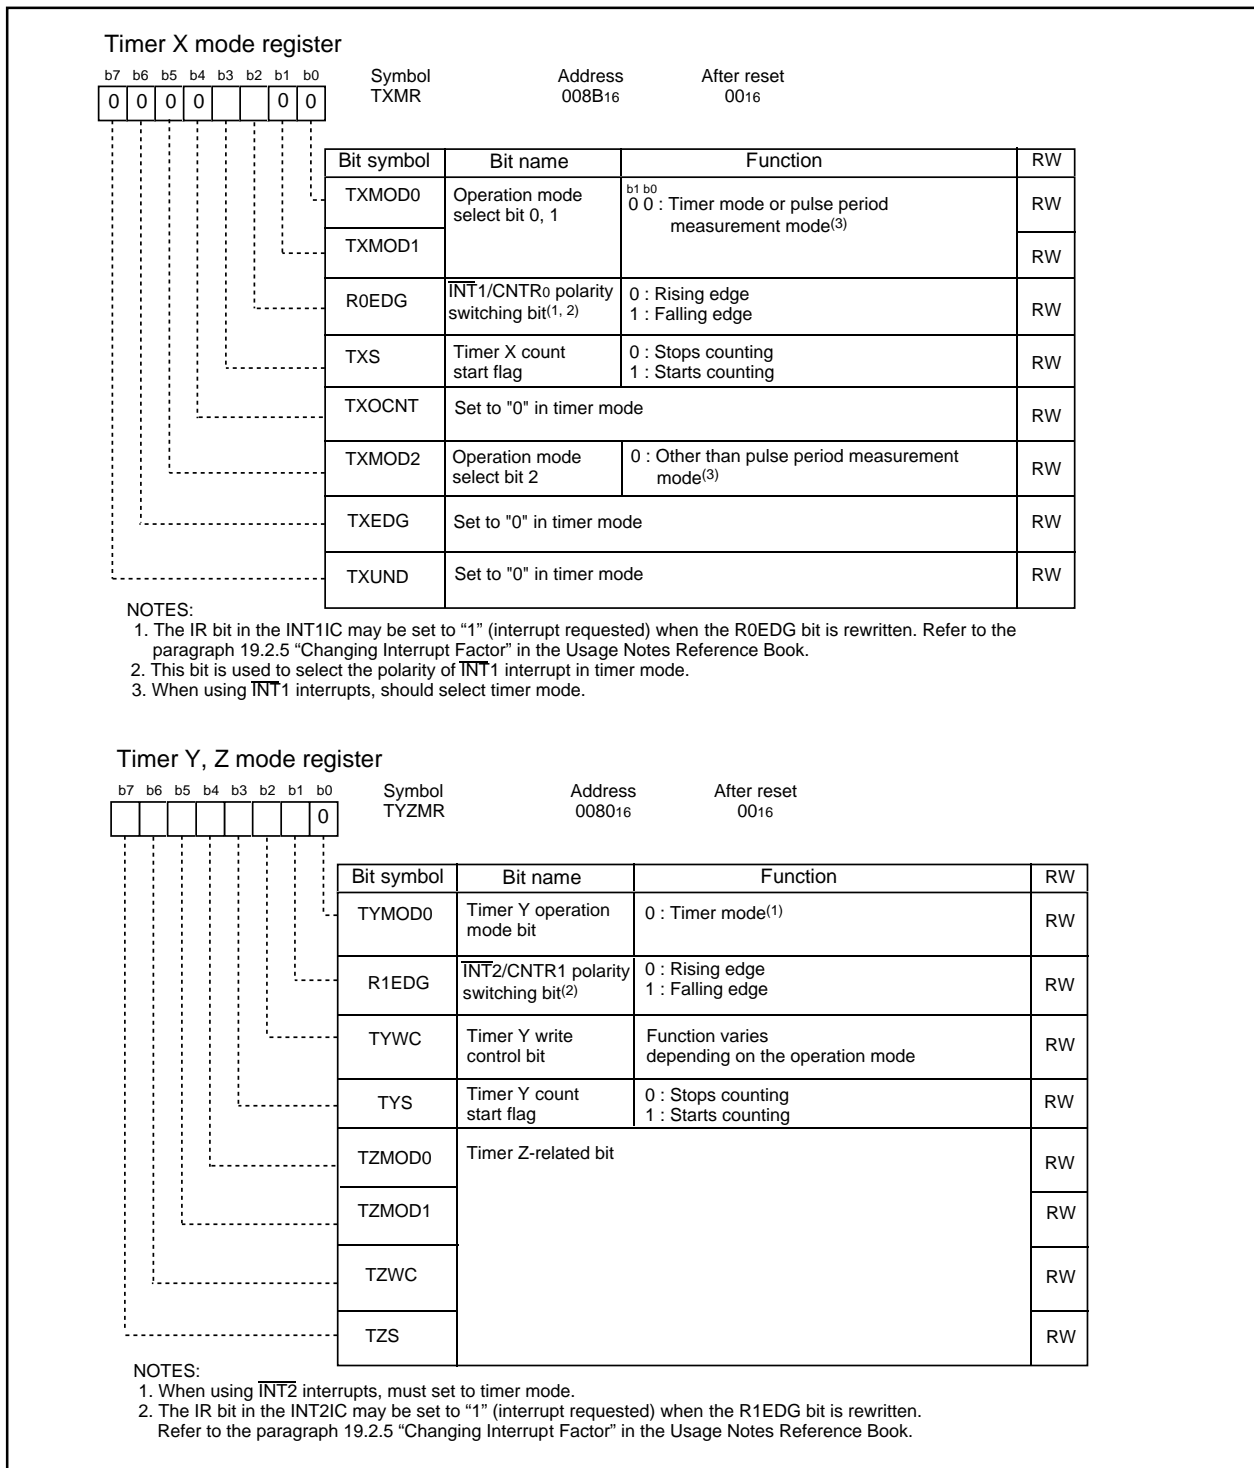 Timer X mode register
b7 b6 b5 b4 b3 b2 b1 b0 Symbol Address After reset
0 0 0 0 0 0 TXMR 008B16 0016
Bit symbol Bit name Function RW
TXMOD0 Operation mode select bit 0, 1 b1 b0 RW
0 0 : Timer mode or pulse period measurement mode(3)
TXMOD1 RW
R0EDG INT1/CNTR0 polarity switching bit(1, 2) 0 : Rising edge RW
1 : Falling edge
TXS Timer X count start flag 0 : Stops counting RW
1 : Starts counting
TXOCNT Set to "0" in timer mode RW
TXMOD2 Operation mode select bit 2 0 : Other than pulse period measurement mode(3) RW
TXEDG Set to "0" in timer mode RW
TXUND Set to "0" in timer mode RW
NOTES:
1. The IR bit in the INT1IC may be set to “1” (interrupt requested) when the R0EDG bit is rewritten. Refer to the
paragraph 19.2.5 “Changing Interrupt Factor” in the Usage Notes Reference Book.
2. This bit is used to select the polarity of INT1 interrupt in timer mode.
3. When using INT1 interrupts, should select timer mode.
Timer Y, Z mode register
b7 b6 b5 b4 b3 b2 b1 b0 Symbol Address After reset
0 TYZMR 008016 0016
Bit symbol Bit name Function RW
TYMOD0 Timer Y operation mode bit 0 : Timer mode(1) RW
R1EDG INT2/CNTR1 polarity switching bit(2) 0 : Rising edge RW
1 : Falling edge
TYWC Timer Y write control bit Function varies depending on the operation mode RW
TYS Timer Y count start flag 0 : Stops counting RW
1 : Starts counting
TZMOD0 Timer Z-related bit RW
TZMOD1 RW
TZWC RW
TZS RW
NOTES:
1. When using INT2 interrupts, must set to timer mode.
2. The IR bit in the INT2IC may be set to “1” (interrupt requested) when the R1EDG bit is rewritten.
Refer to the paragraph 19.2.5 “Changing Interrupt Factor” in the Usage Notes Reference Book.